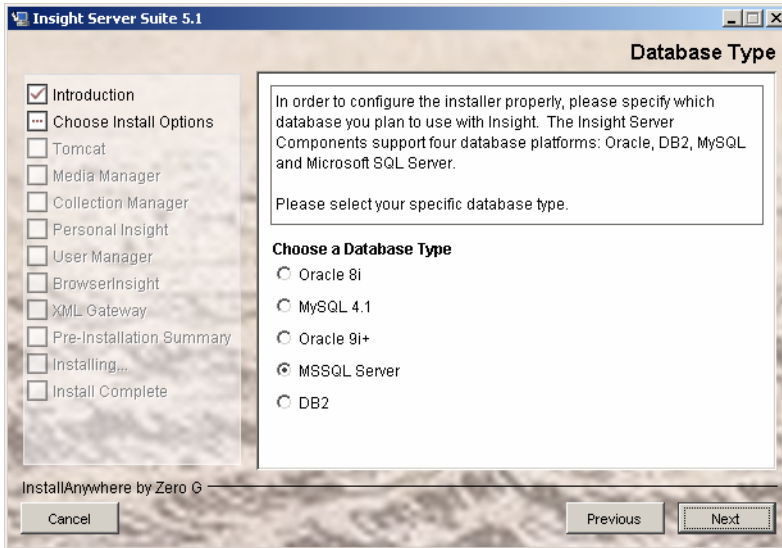 Insight Server Suite 5.1
Database Type
Introduction
Choose Install Options
Tomcat
Media Manager
Collection Manager
Personal Insight
User Manager
BrowserInsight
XML Gateway
Pre-Installation Summary
Installing...
Install Complete
In order to configure the installer properly, please specify which
database you plan to use with Insight. The Insight Server
Components support four database platforms: Oracle, DB2, MySQL
and Microsoft SQL Server.
Please select your specific database type.
Choose a Database Type
Oracle 8i
MySQL 4.1
Oracle 9i+
MSSQL Server
DB2
InstallAnywhere by Zero G
Cancel
Previous
Next